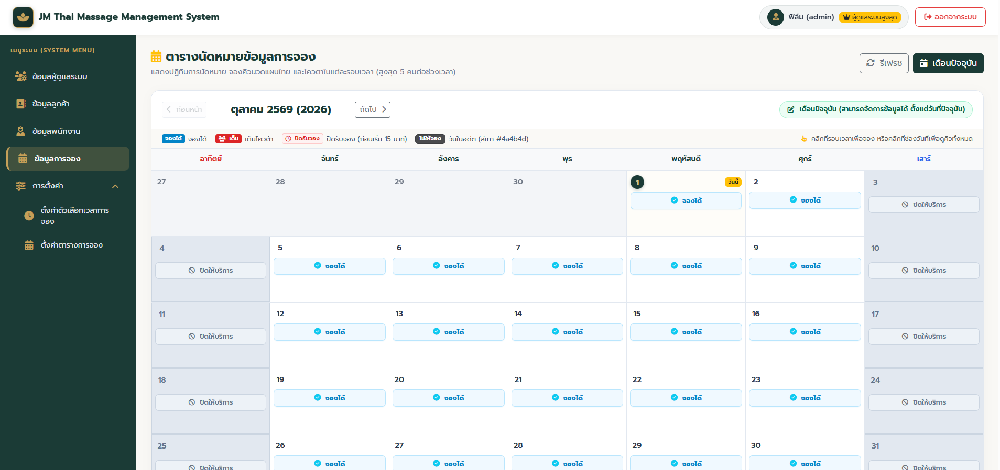 JM Thai Massage Management System
ฟิล์ม (admin) ผู้ดูแลระบบสูงสุด ออกจากระบบ
เมนูระบบ (SYSTEM MENU)
ข้อมูลผู้ดูแลระบบ
ข้อมูลลูกค้า
ข้อมูลพนักงาน
ข้อมูลการจอง
การตั้งค่า
ตั้งค่าตัวเลือกเวลาการ
จอง
ตั้งค่าตารางการจอง
ตารางนัดหมายข้อมูลการจอง
แสดงปฏิทินการนัดหมาย จองคิวนวดแผนไทย และโควตาในแต่ละรอบเวลา (สูงสุด 5 คนต่อช่วงเวลา)
รีเฟรช เดือนปัจจุบัน
ก่อนหน้า ตุลาคม 2569 (2026) ถัดไป เดือนปัจจุบัน (สามารถจัดการข้อมูลได้ ตั้งแต่วันที่ปัจจุบัน)
จองได้ จองได้ เต็ม เต็มโควต้า ปิดรับจอง ปิดรับจอง (ก่อนเริ่ม 15 นาที) ไม่ให้จอง วันในอดีต (สีเทา #4a4b4d) คลิกที่รอบเวลาเพื่อจอง หรือคลิกที่ช่องวันที่เพื่อดูคิวทั้งหมด
อาทิตย์ จันทร์ อังคาร พุธ พฤหัสบดี ศุกร์ เสาร์
27 28 29 30 1 วันนี้ 2 3
จองได้ จองได้ ปิดให้บริการ
4 5 6 7 8 9 10
ปิดให้บริการ จองได้ จองได้ จองได้ จองได้ จองได้ ปิดให้บริการ
11 12 13 14 15 16 17
ปิดให้บริการ จองได้ จองได้ จองได้ จองได้ จองได้ ปิดให้บริการ
18 19 20 21 22 23 24
ปิดให้บริการ จองได้ จองได้ จองได้ จองได้ จองได้ ปิดให้บริการ
25 26 27 28 29 30 31
ปิดให้บริการ จองได้ จองได้ จองได้ จองได้ จองได้ ปิดให้บริการ